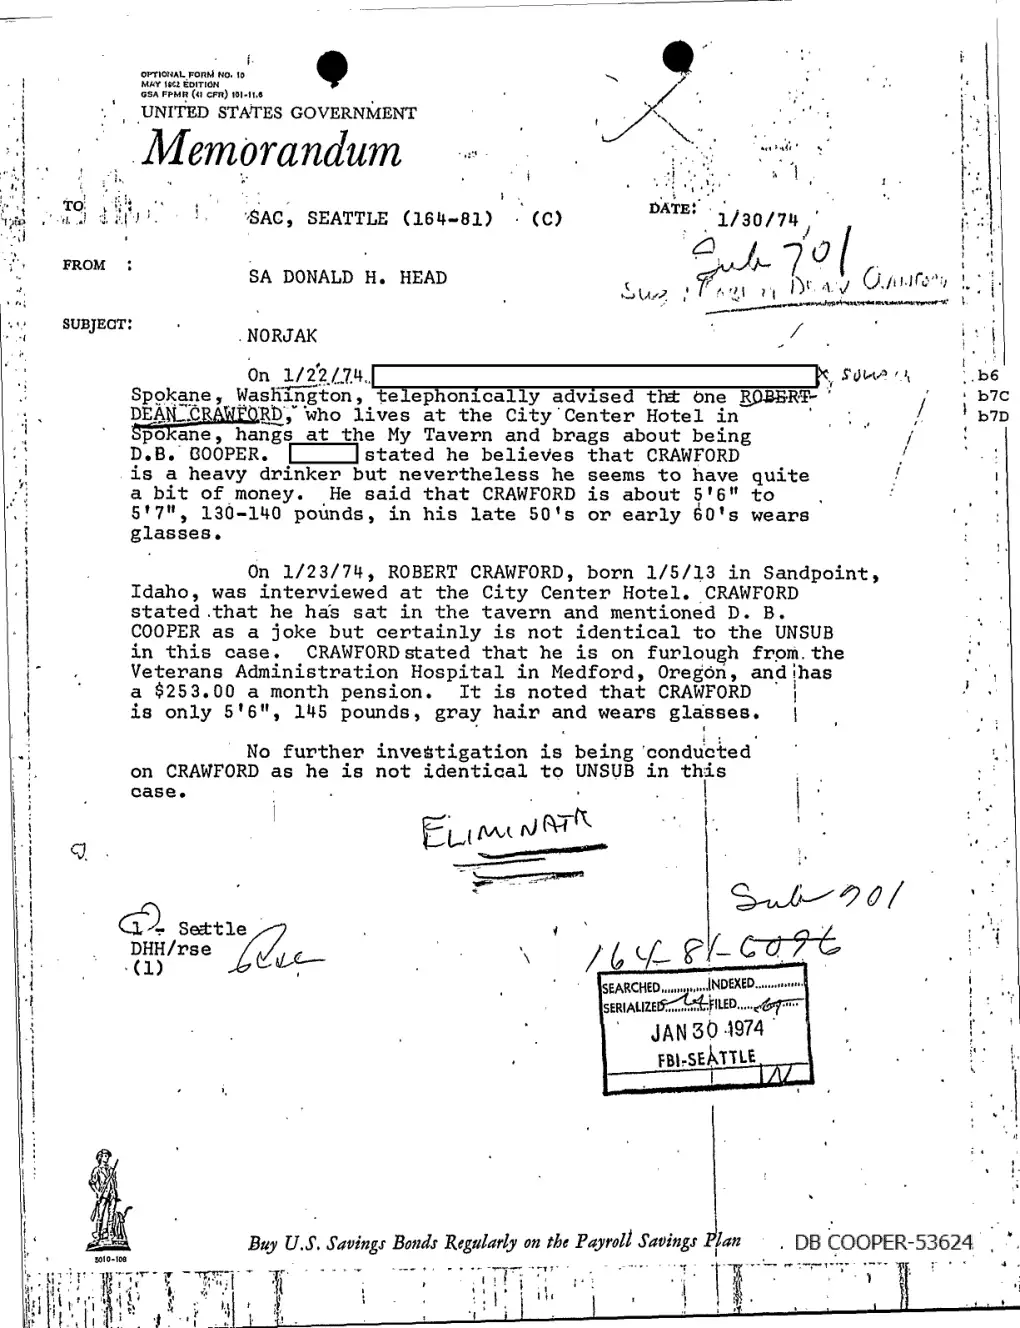 OPTIONAL FORM NO. 10
MAY 1962 EDITION
GSA FPMR (41 CFR) 101-11.6
UNITED STATES GOVERNMENT
Memorandum
TO : SAC, SEATTLE (164-81) (C) DATE: 1/30/74
Sub 701
FROM : SA DONALD H. HEAD
SUBJECT: NORJAK
On 1/22/74,
b6
Spokane, Washington, telephonically advised that one ROBERT b7C
DEAN CRAWFORD, who lives at the City Center Hotel in b7D
Spokane, hangs at the My Tavern and brags about being
D.B. COOPER. stated he believes that CRAWFORD
is a heavy drinker but nevertheless he seems to have quite
a bit of money. He said that CRAWFORD is about 5'6" to
5'7", 130-140 pounds, in his late 50's or early 60's wears
glasses.
On 1/23/74, ROBERT CRAWFORD, born 1/5/13 in Sandpoint,
Idaho, was interviewed at the City Center Hotel. CRAWFORD
stated that he has sat in the tavern and mentioned D. B.
COOPER as a joke but certainly is not identical to the UNSUB
in this case. CRAWFORD stated that he is on furlough from the
Veterans Administration Hospital in Medford, Oregon, and has
a $253.00 a month pension. It is noted that CRAWFORD
is only 5'6", 145 pounds, gray hair and wears glasses.
No further investigation is being conducted
on CRAWFORD as he is not identical to UNSUB in this
case.
ELIMINATE
Sub 701
1 - Seattle
DHH/rse
(1)
164-81-6096
SEARCHED INDEXED
SERIALIZED FILED
JAN 30 1974
FBI-SEATTLE
5010-108
Buy U.S. Savings Bonds Regularly on the Payroll Savings Plan
DB COOPER-53624